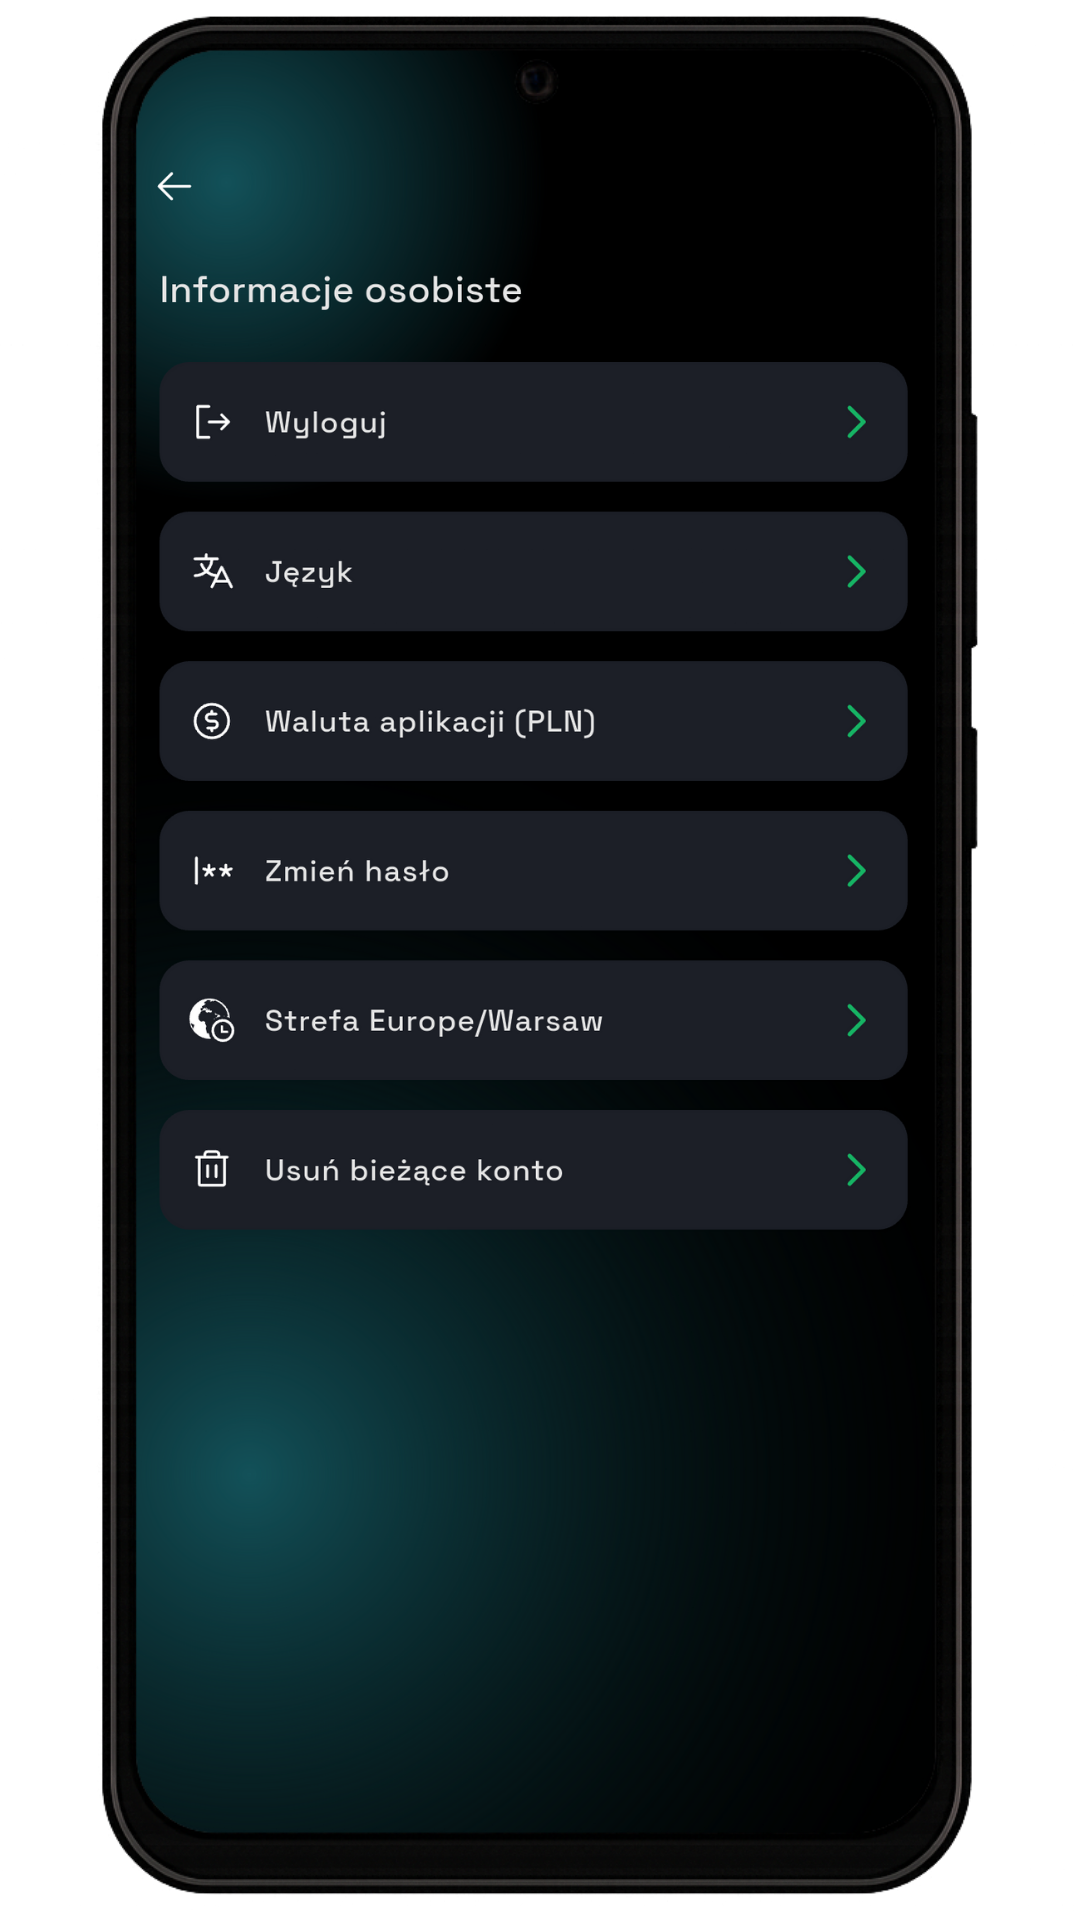 Informacje osobiste
Wyloguj
Język
Waluta aplikacji (PLN)
Zmień hasło
Strefa Europe/Warsaw
Usuń bieżące konto